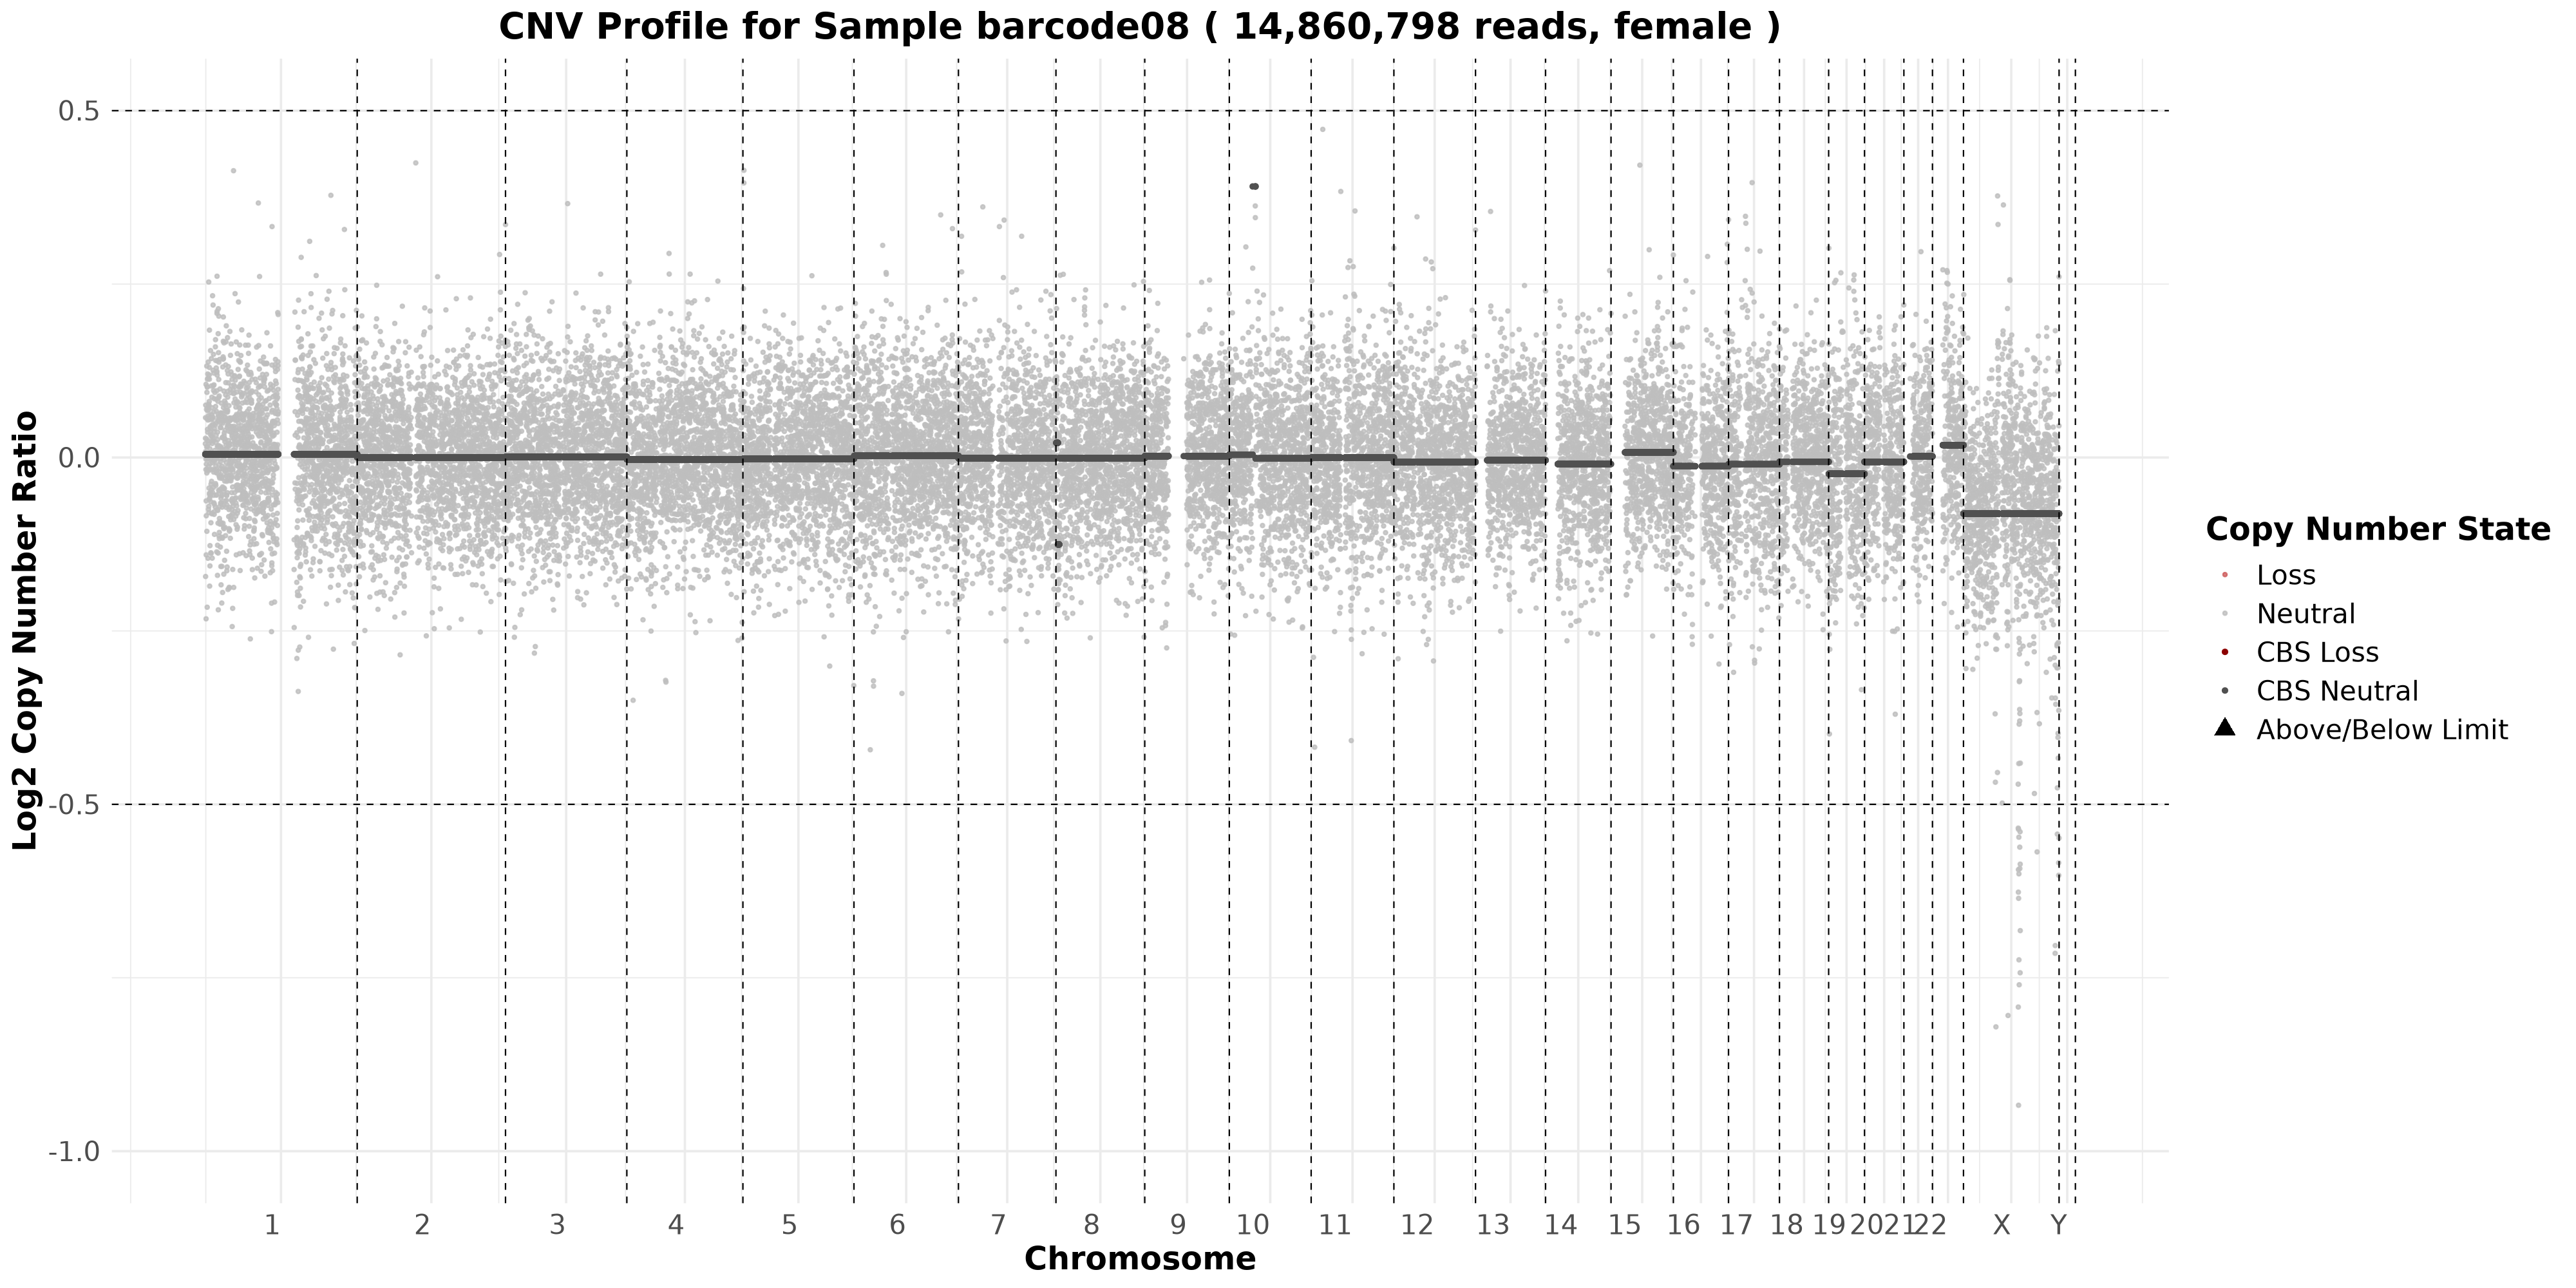 CNV Profile for Sample barcode08 ( 14,860,798 reads, female )
Log2 Copy Number Ratio
0.5
0.0
-0.5
-1.0
1 2 3 4 5 6 7 8 9 10 11 12 13 14 15 16 17 18 19 20 21 22 X Y
Chromosome
Copy Number State
Loss
Neutral
CBS Loss
CBS Neutral
Above/Below Limit